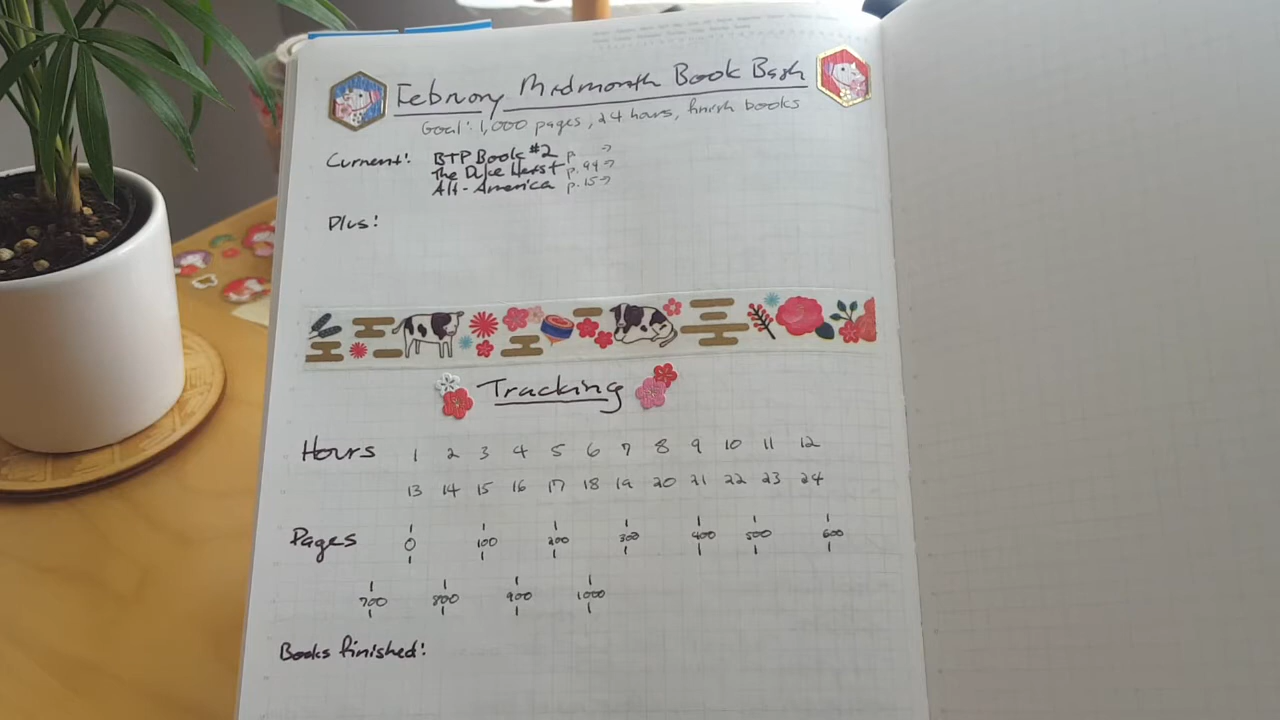 February Midmonth Book Bash
Goal: 1,000 pages, 24 hours, finish books
Current: BTP Book #2 p →
The Duke Heist p.94→
Alt-America p.15→
Plus:
Tracking
Hours 1 2 3 4 5 6 7 8 9 10 11 12
13 14 15 16 17 18 19 20 21 22 23 24
Pages 0 100 200 300 400 500 600
700 800 900 1000
Books finished: